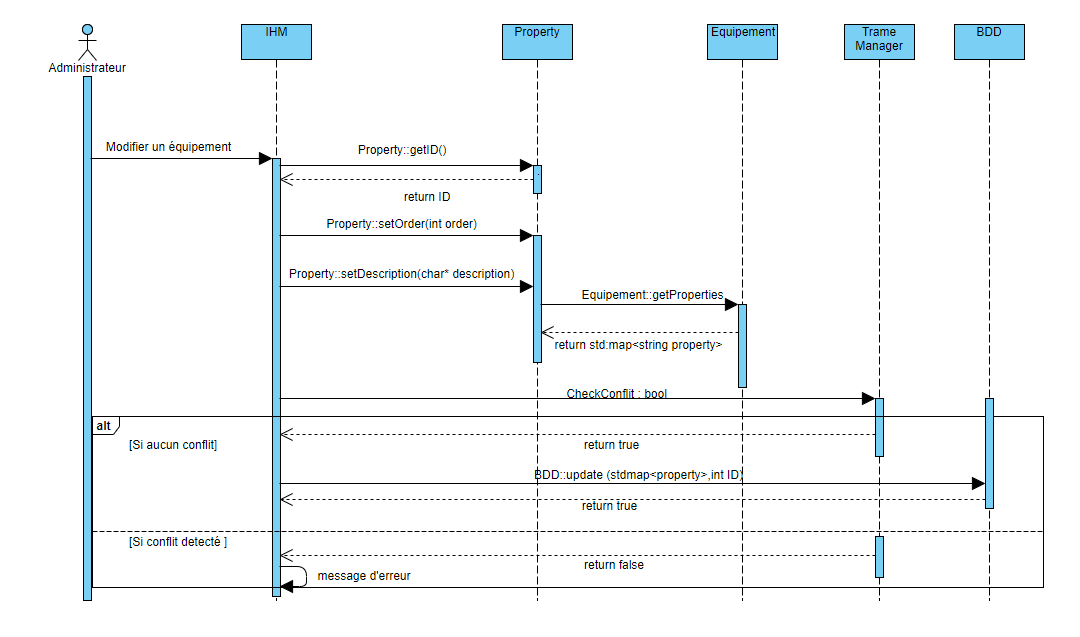 IHM
Property
Equipement
Trame
Manager
BDD
Administrateur
Modifier un équipement
Property::getID()
return ID
Property::setOrder(int order)
Property::setDescription(char* description)
Equipement::getProperties
return std:map<string property>
CheckConflit : bool
alt
[Si aucun conflit]
return true
BDD::update (stdmap<property>,int ID)
return true
[Si conflit detecté ]
return false
message d'erreur